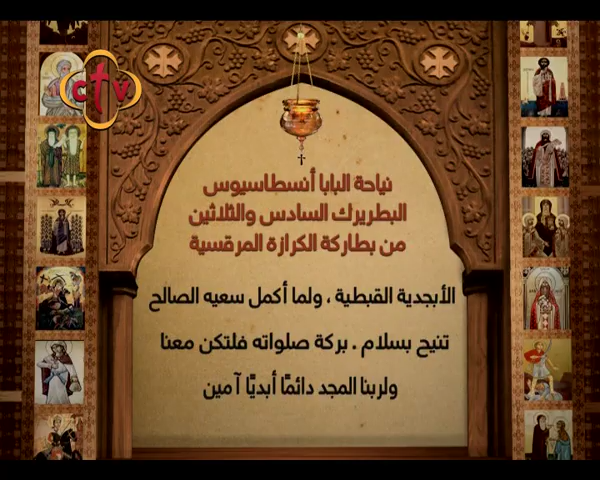 ctv
نياحة البابا أنسطاسيوس
البطريرك السادس والثلاثين
من بطاركة الكرازة المرقسية
الأبجدية القبطية ، ولما أكمل سعيه الصالح
تنيح بسلام . بركة صلواته فلتكن معنا
ولربنا المجد دائمًا أبديًا آمين